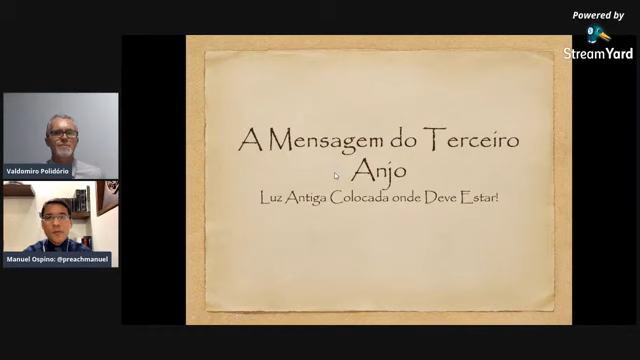 Powered by
StreamYard
A Mensagem do Terceiro
Anjo
Luz Antiga Colocada onde Deve Estar!
Valdomiro Polidório
Manuel Ospino: @preachmanuel